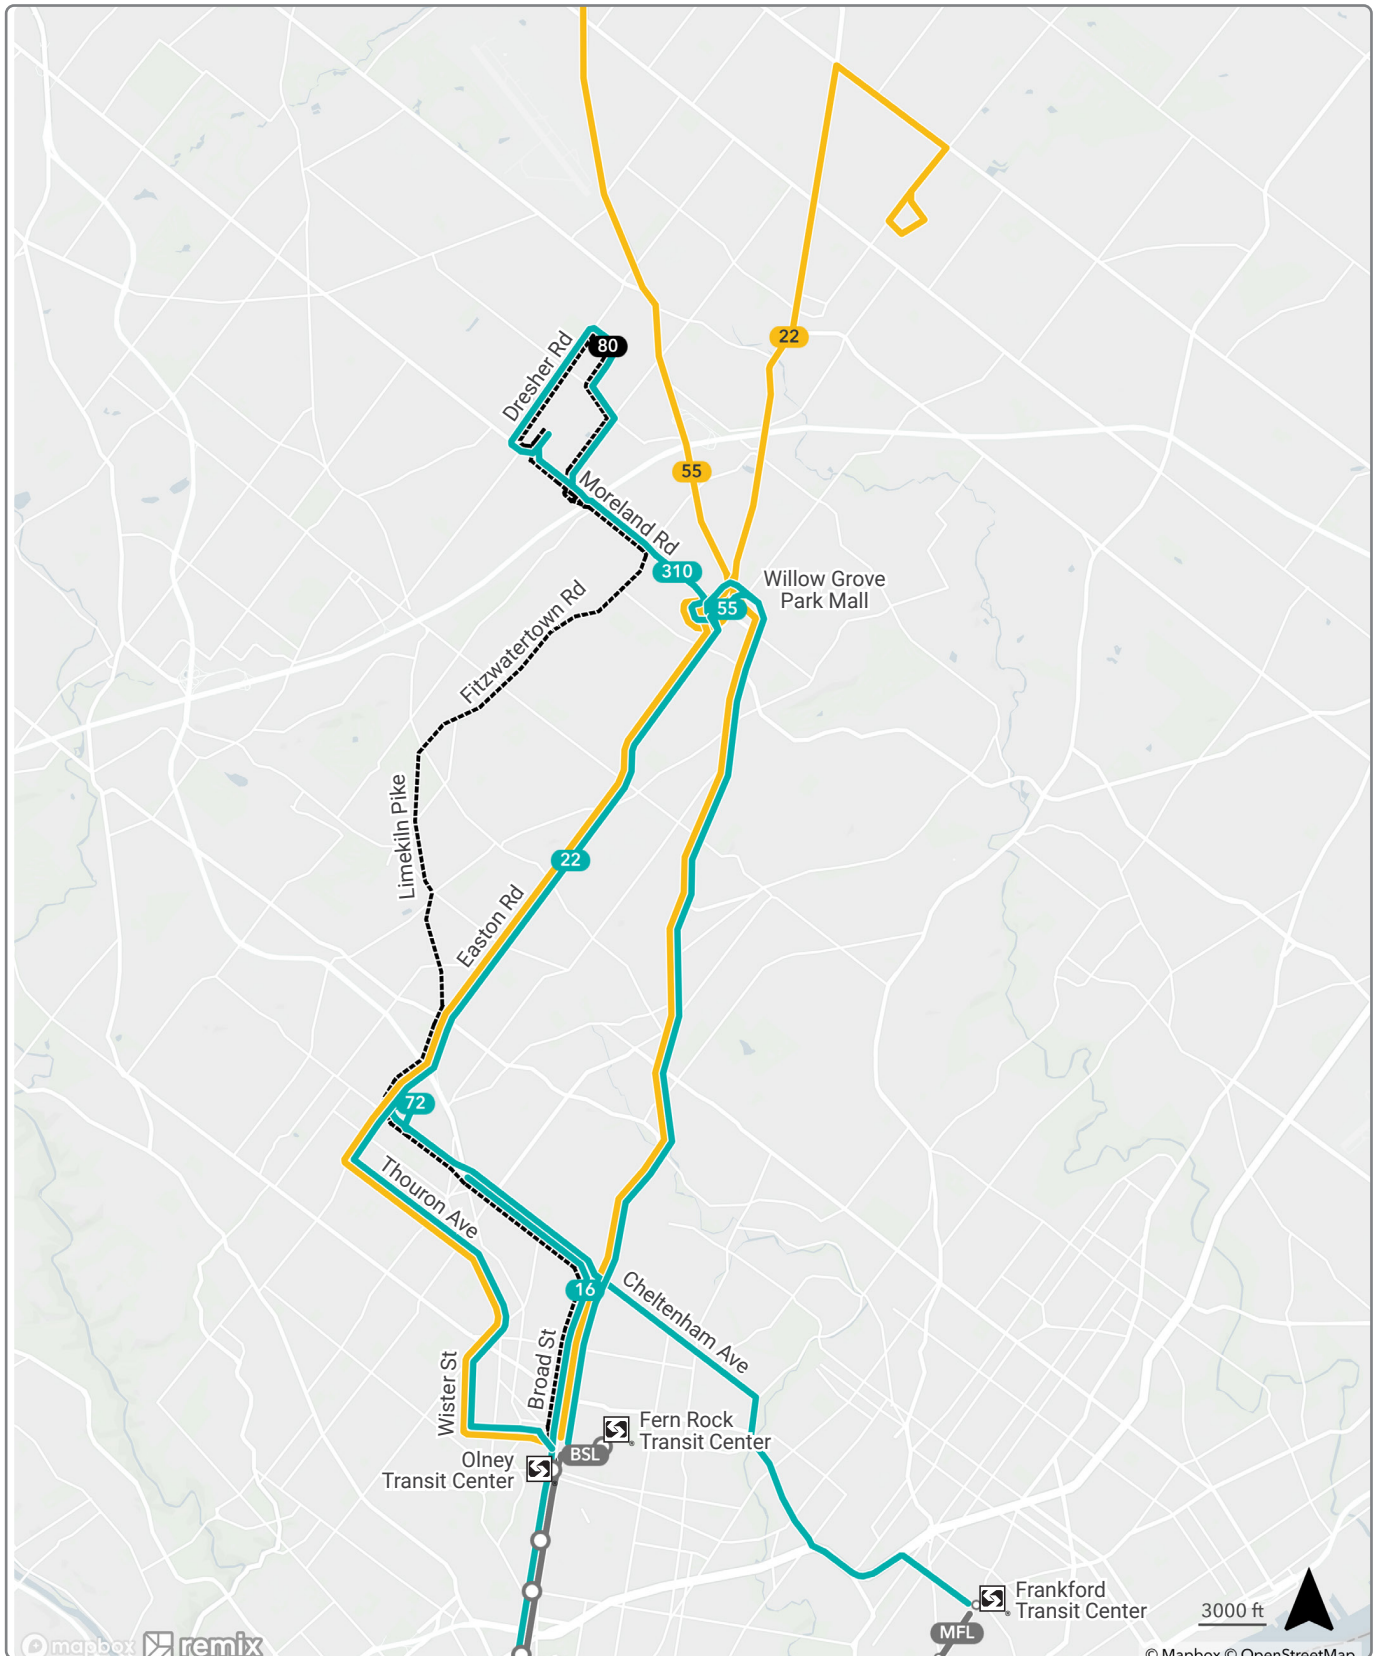 22
80
Dresher Rd
55
Moreland Rd
310
Willow Grove
Park Mall
55
Fitzwatertown Rd
Limekiln Pike
22
Easton Rd
72
Thouron Ave
16
Cheltenham Ave
Broad St
Wister St
Fern Rock
Transit Center
BSL
Olney
Transit Center
Frankford
Transit Center
3000 ft
MFL
mapbox remix
© Mapbox © OpenStreetMap